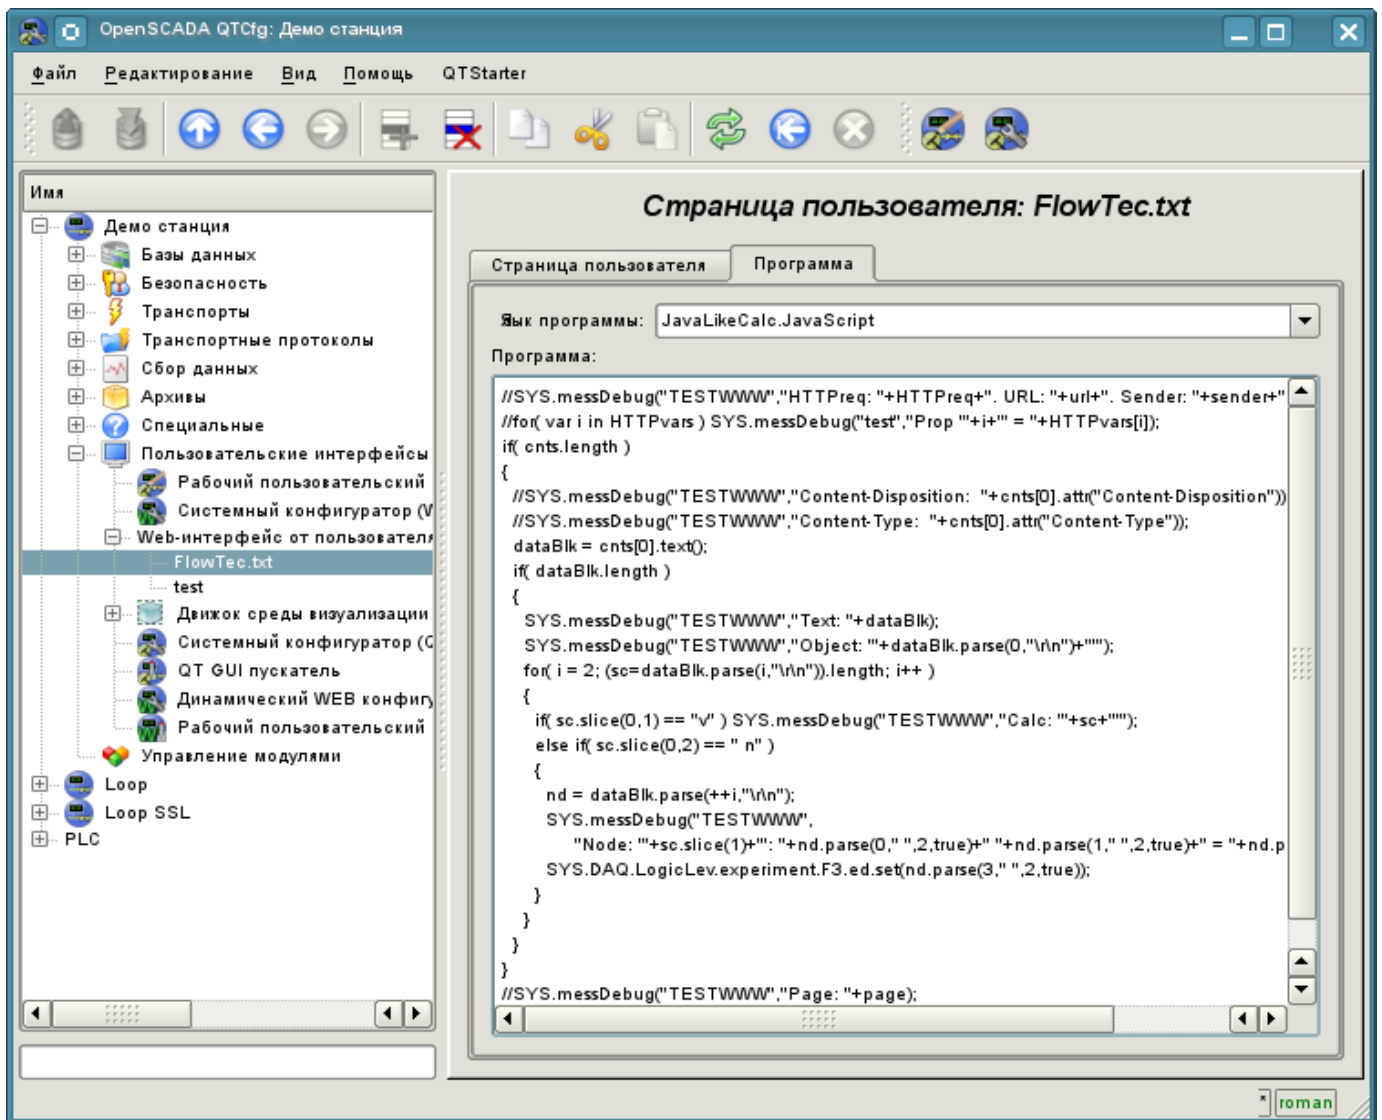 OpenSCADA QTCfg: Демо станция
Файл Редактирование Вид Помощь QTStarter
Имя
Демо станция
Базы данных
Безопасность
Транспорты
Транспортные протоколы
Сбор данных
Архивы
Специальные
Пользовательские интерфейсы
Рабочий пользовательский
Системный конфигуратор (
Web-интерфейс от пользователя
FlowTec.txt
test
Движок среды визуализации
Системный конфигуратор (
QT GUI пускатель
Динамический WEB конфигу
Рабочий пользовательский
Управление модулями
Loop
Loop SSL
PLC
Страница пользователя: FlowTec.txt
Страница пользователя
Программа
Язык программы: JavaLikeCalc.JavaScript
Программа:
//SYS.messDebug("TESTWWW","HTTPreq: "+HTTPreq+". URL: "+url+". Sender: "+sender+"
//for( var i in HTTPvars ) SYS.messDebug("test","Prop '"+i+"' = "+HTTPvars[i]);
if( cnts.length )
{
//SYS.messDebug("TESTWWW","Content-Disposition:  "+cnts[0].attr("Content-Disposition"))
//SYS.messDebug("TESTWWW","Content-Type:  "+cnts[0].attr("Content-Type"));
dataBlk = cnts[0].text();
if( dataBlk.length )
{
SYS.messDebug("TESTWWW","Text: "+dataBlk);
SYS.messDebug("TESTWWW","Object: '"+dataBlk.parse(0,"\r\n")+"'");
for( i = 2; (sc=dataBlk.parse(i,"\r\n")).length; i++ )
{
if( sc.slice(0,1) == "v" ) SYS.messDebug("TESTWWW","Calc: '"+sc+"'");
else if( sc.slice(0,2) == " n" )
{
nd = dataBlk.parse(++i,"\r\n");
SYS.messDebug("TESTWWW",
"Node: '"+sc.slice(1)+"': "+nd.parse(0," ",2,true)+" "+nd.parse(1," ",2,true)+" = "+nd.p
SYS.DAQ.LogicLev.experiment.F3.ed.set(nd.parse(3," ",2,true));
}
}
}
}
//SYS.messDebug("TESTWWW","Page: "+page);
* roman